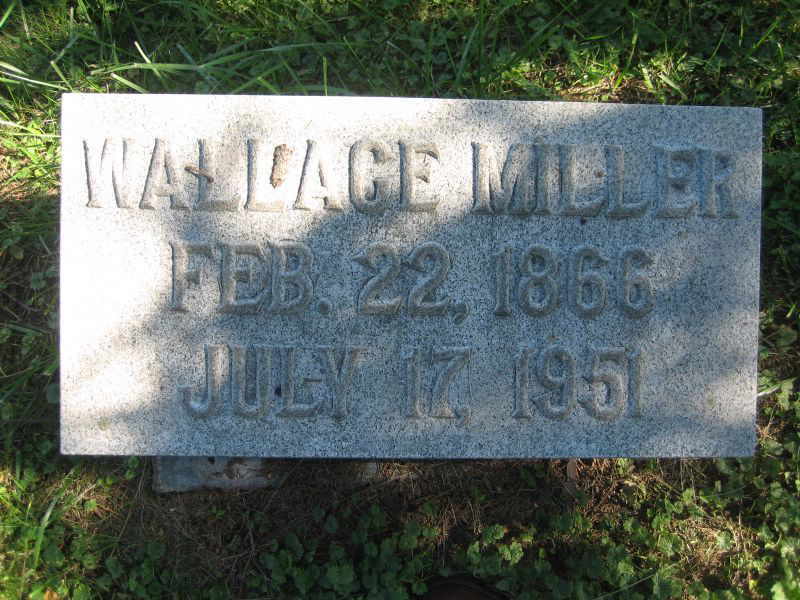 WALLACE MILLER
FEB. 22, 1866
JULY 17, 1951